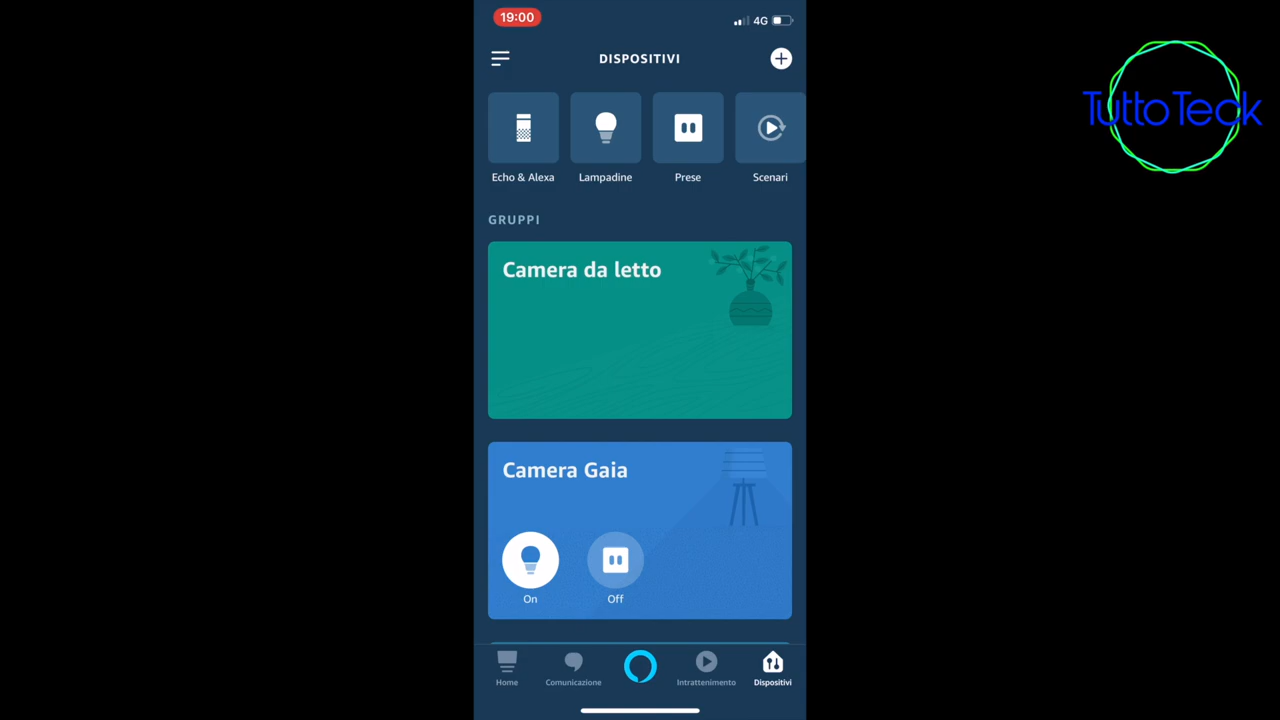 19:00
4G
DISPOSITIVI
Echo & Alexa
Lampadine
Prese
Scenari
GRUPPI
Camera da letto
Camera Gaia
On
Off
Home
Comunicazione
Intrattenimento
Dispositivi
TuttoTeck